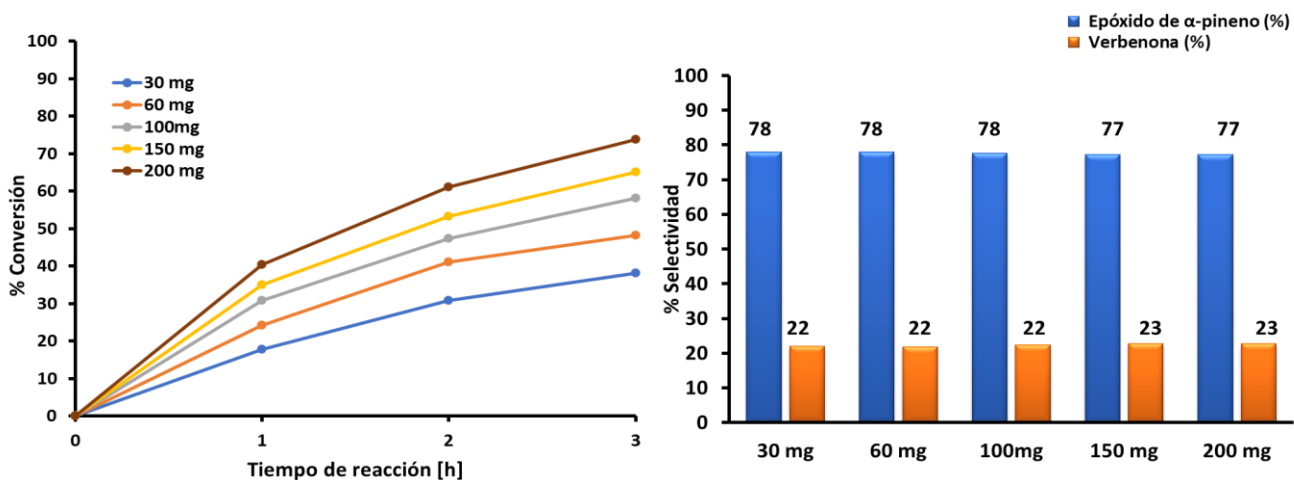 % Conversión
100
90
80
70
60
50
40
30
20
10
0
30 mg
60 mg
100mg
150 mg
200 mg
0 1 2 3
Tiempo de reacción [h]
Epóxido de α-pineno (%)
Verbenona (%)
% Selectividad
100
90
80
70
60
50
40
30
20
10
0
78 78 78 77 77
22 22 22 23 23
30 mg 60 mg 100mg 150 mg 200 mg